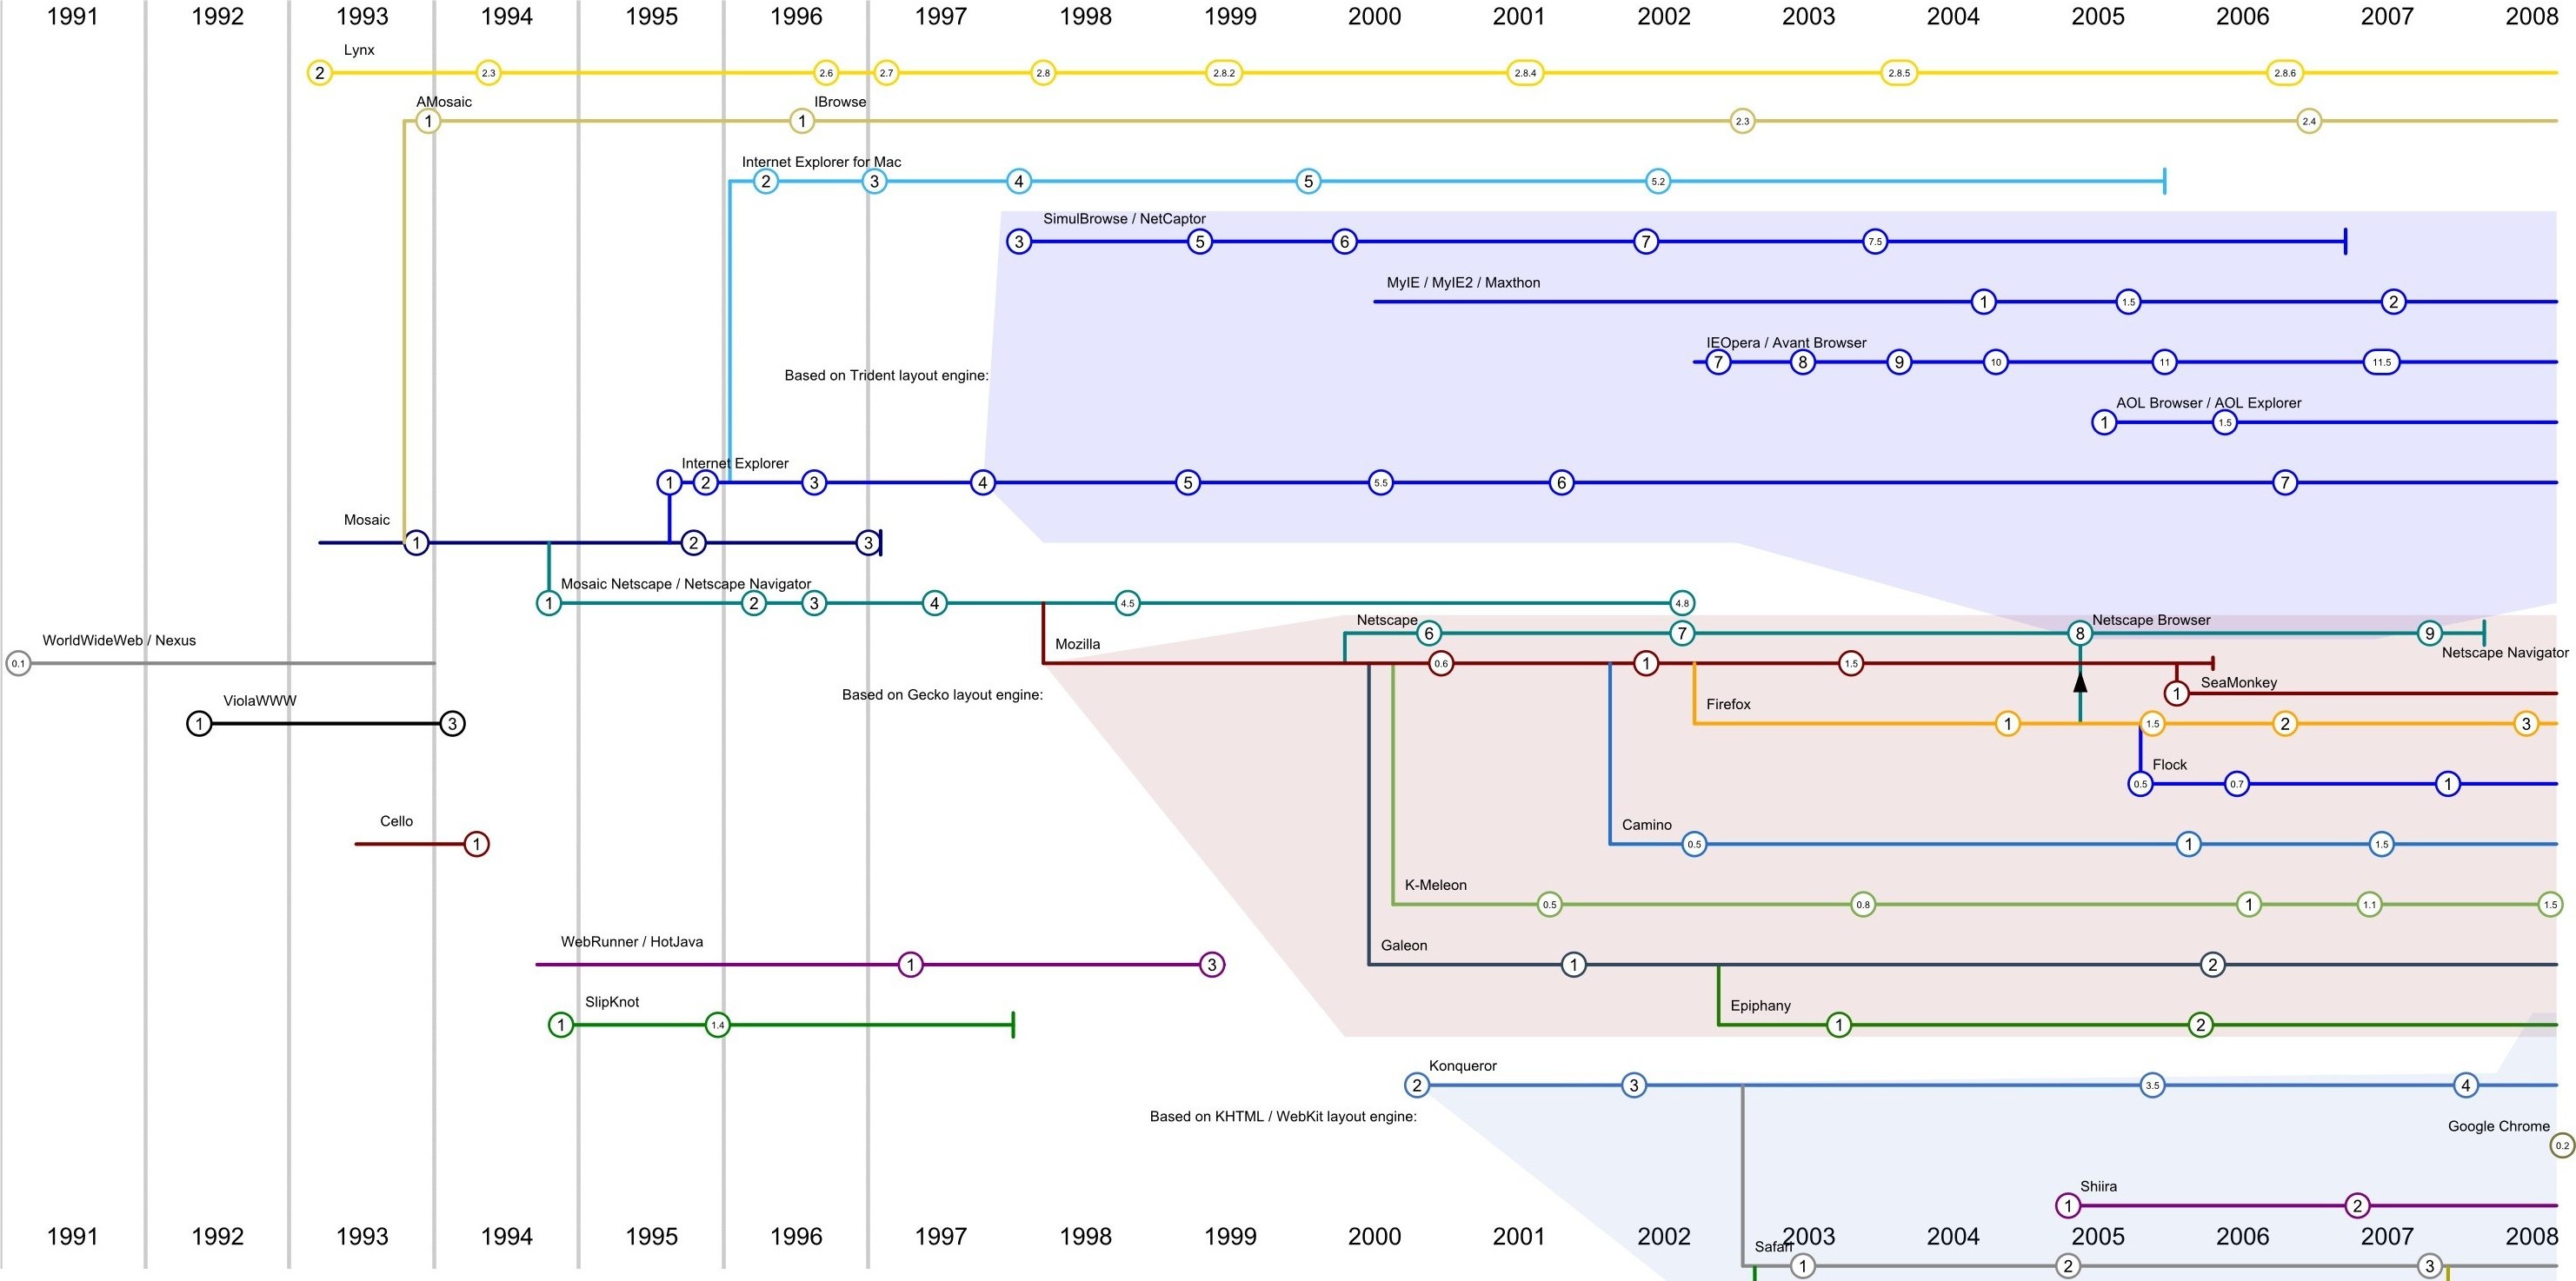 1991 1992 1993 1994 1995 1996 1997 1998 1999 2000 2001 2002 2003 2004 2005 2006 2007 2008
Lynx
2 2.3 2.6 2.7 2.8 2.8.2 2.8.4 2.8.5 2.8.6
AMosaic IBrowse
1 1 2.3 2.4
Internet Explorer for Mac
2 3 4 5 5.2
SimulBrowse / NetCaptor
3 5 6 7 7.5
MyIE / MyIE2 / Maxthon
1 1.5 2
IEOpera / Avant Browser
7 8 9 10 11 11.5
Based on Trident layout engine:
AOL Browser / AOL Explorer
1 1.5
Internet Explorer
1 2 3 4 5 5.5 6 7
Mosaic
1 2 3
Mosaic Netscape / Netscape Navigator
1 2 3 4 4.5 4.8
Netscape Netscape Browser
6 7 8 9
WorldWideWeb / Nexus Mozilla Netscape Navigator
0.1 0.6 1 1.5
Based on Gecko layout engine: SeaMonkey
1
ViolaWWW Firefox
1 3 1 1.5 2 3
Flock
0.5 0.7 1
Cello Camino
1 0.5 1 1.5
K-Meleon
0.5 0.8 1 1.1 1.5
WebRunner / HotJava Galeon
1 3 1 2
SlipKnot Epiphany
1 1.4 1 2
Konqueror
2 3 3.5 4
Based on KHTML / WebKit layout engine:
Google Chrome
0.2
Shiira
1 2
1991 1992 1993 1994 1995 1996 1997 1998 1999 2000 2001 2002 2003 2004 2005 2006 2007 2008
Safari
1 2 3